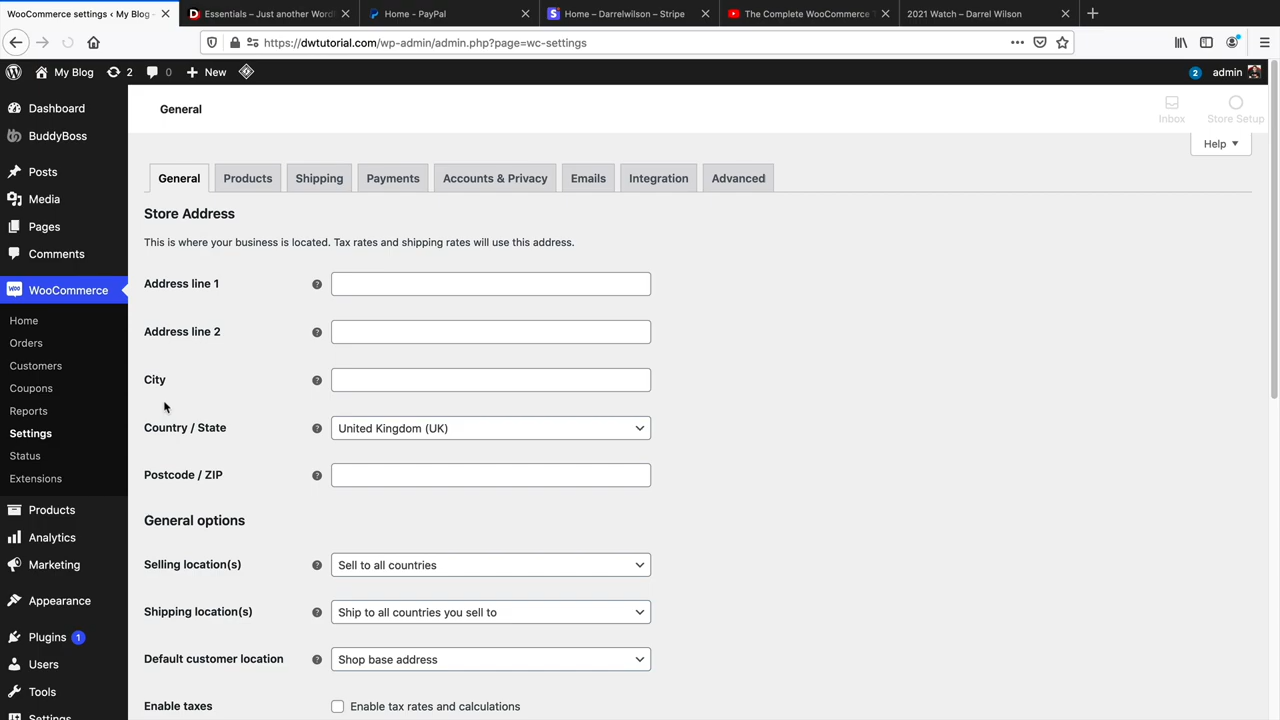 WooCommerce settings ‹ My Blog -
Essentials – Just another Word
Home - PayPal
Home – Darrelwilson – Stripe
The Complete WooCommerce T
2021 Watch – Darrel Wilson
https://dwtutorial.com/wp-admin/admin.php?page=wc-settings
My Blog
2
0
New
2
admin
Dashboard
BuddyBoss
Posts
Media
Pages
Comments
WooCommerce
Home
Orders
Customers
Coupons
Reports
Settings
Status
Extensions
Products
Analytics
Marketing
Appearance
Plugins 1
Users
Tools
Settings
General
Inbox
Store Setup
Help
General
Products
Shipping
Payments
Accounts & Privacy
Emails
Integration
Advanced
Store Address
This is where your business is located. Tax rates and shipping rates will use this address.
Address line 1
Address line 2
City
Country / State
United Kingdom (UK)
Postcode / ZIP
General options
Selling location(s)
Sell to all countries
Shipping location(s)
Ship to all countries you sell to
Default customer location
Shop base address
Enable taxes
Enable tax rates and calculations